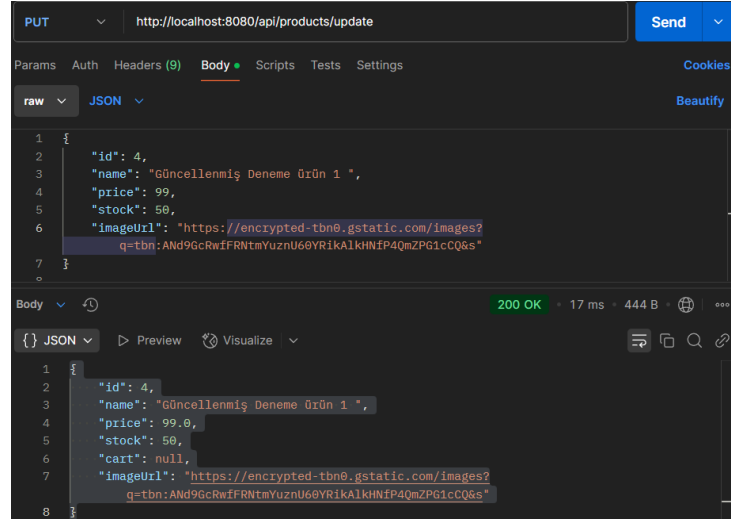 PUT http://localhost:8080/api/products/update Send
Params Auth Headers (9) Body Scripts Tests Settings Cookies
raw JSON Beautify
1 {
2 "id": 4,
3 "name": "Güncellenmiş Deneme ürün 1 ",
4 "price": 99,
5 "stock": 50,
6 "imageUrl": "https://encrypted-tbn0.gstatic.com/images?
q=tbn:ANd9GcRwfFRNtmYuznU60YRikAlkHNfP4QmZPG1cCQ&s"
7 }
Body 200 OK 17 ms 444 B
{} JSON Preview Visualize
1 {
2 "id": 4,
3 "name": "Güncellenmiş Deneme ürün 1 ",
4 "price": 99.0,
5 "stock": 50,
6 "cart": null,
7 "imageUrl": "https://encrypted-tbn0.gstatic.com/images?
q=tbn:ANd9GcRwfFRNtmYuznU60YRikAlkHNfP4QmZPG1cCQ&s"
8 }